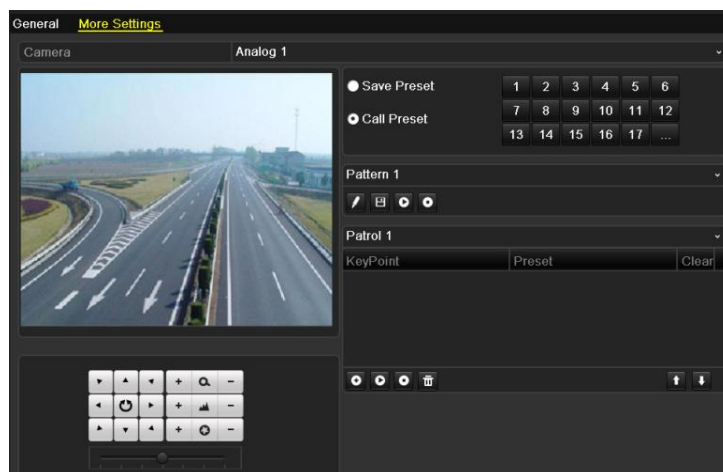 General More Settings
Camera Analog 1
Save Preset
Call Preset
1 2 3 4 5 6
7 8 9 10 11 12
13 14 15 16 17 ...
Pattern 1
Patrol 1
KeyPoint Preset Clear